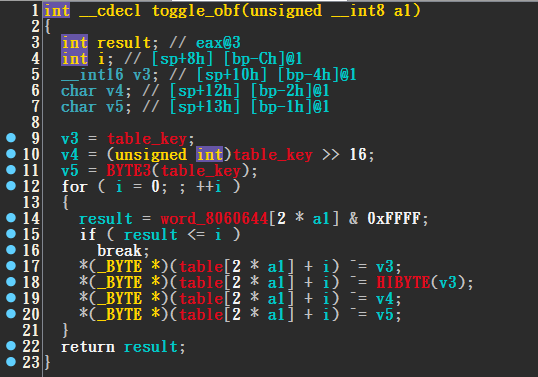 1 int __cdecl toggle_obf(unsigned __int8 a1)
2 {
3 int result; // eax@3
4 int i; // [sp+8h] [bp-Ch]@1
5 __int16 v3; // [sp+10h] [bp-4h]@1
6 char v4; // [sp+12h] [bp-2h]@1
7 char v5; // [sp+13h] [bp-1h]@1
8
9 v3 = table_key;
10 v4 = (unsigned int)table_key >> 16;
11 v5 = BYTE3(table_key);
12 for ( i = 0; ; ++i )
13 {
14 result = word_8060644[2 * a1] & 0xFFFF;
15 if ( result <= i )
16 break;
17 *(_BYTE *)(table[2 * a1] + i) ^= v3;
18 *(_BYTE *)(table[2 * a1] + i) ^= HIBYTE(v3);
19 *(_BYTE *)(table[2 * a1] + i) ^= v4;
20 *(_BYTE *)(table[2 * a1] + i) ^= v5;
21 }
22 return result;
23 }